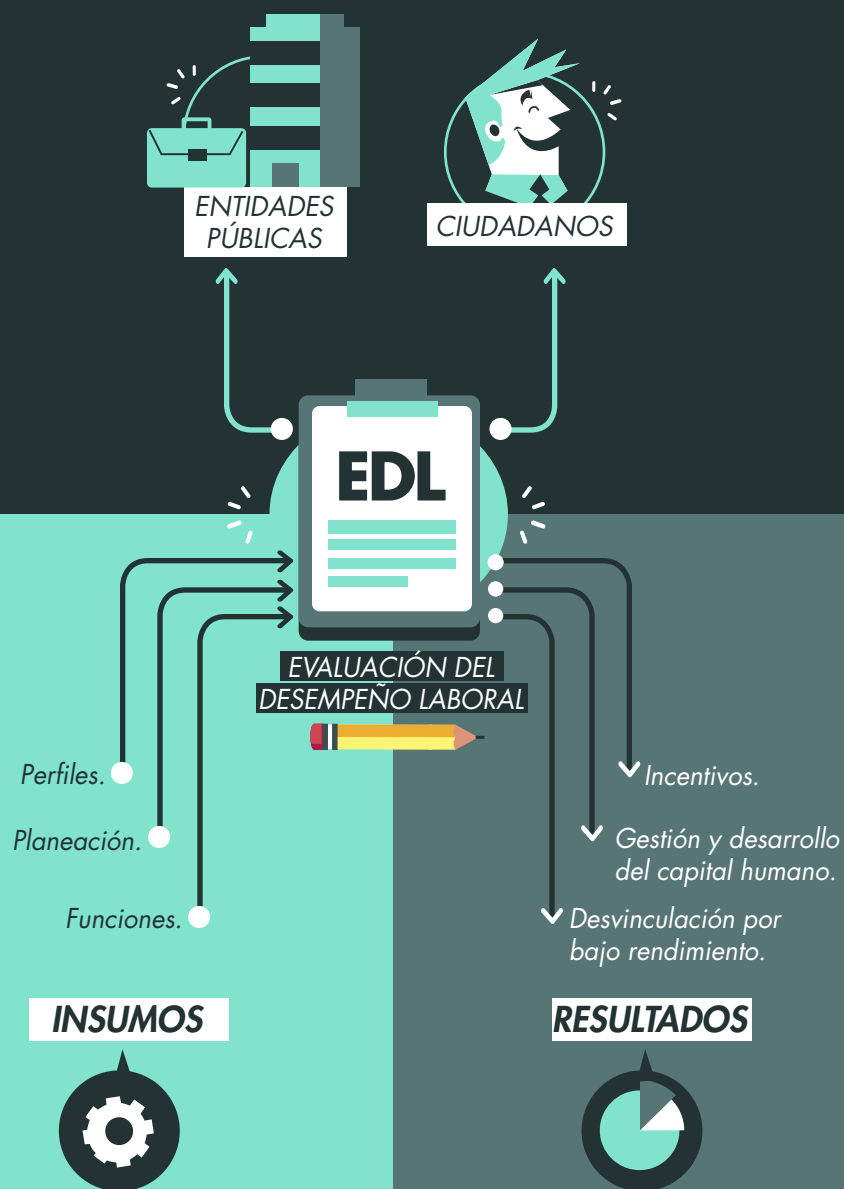 ENTIDADES
PÚBLICAS
CIUDADANOS
EDL
EVALUACIÓN DEL
DESEMPEÑO LABORAL
Perfiles.
Planeación.
Funciones.
INSUMOS
Incentivos.
Gestión y desarrollo
del capital humano.
Desvinculación por
bajo rendimiento.
RESULTADOS